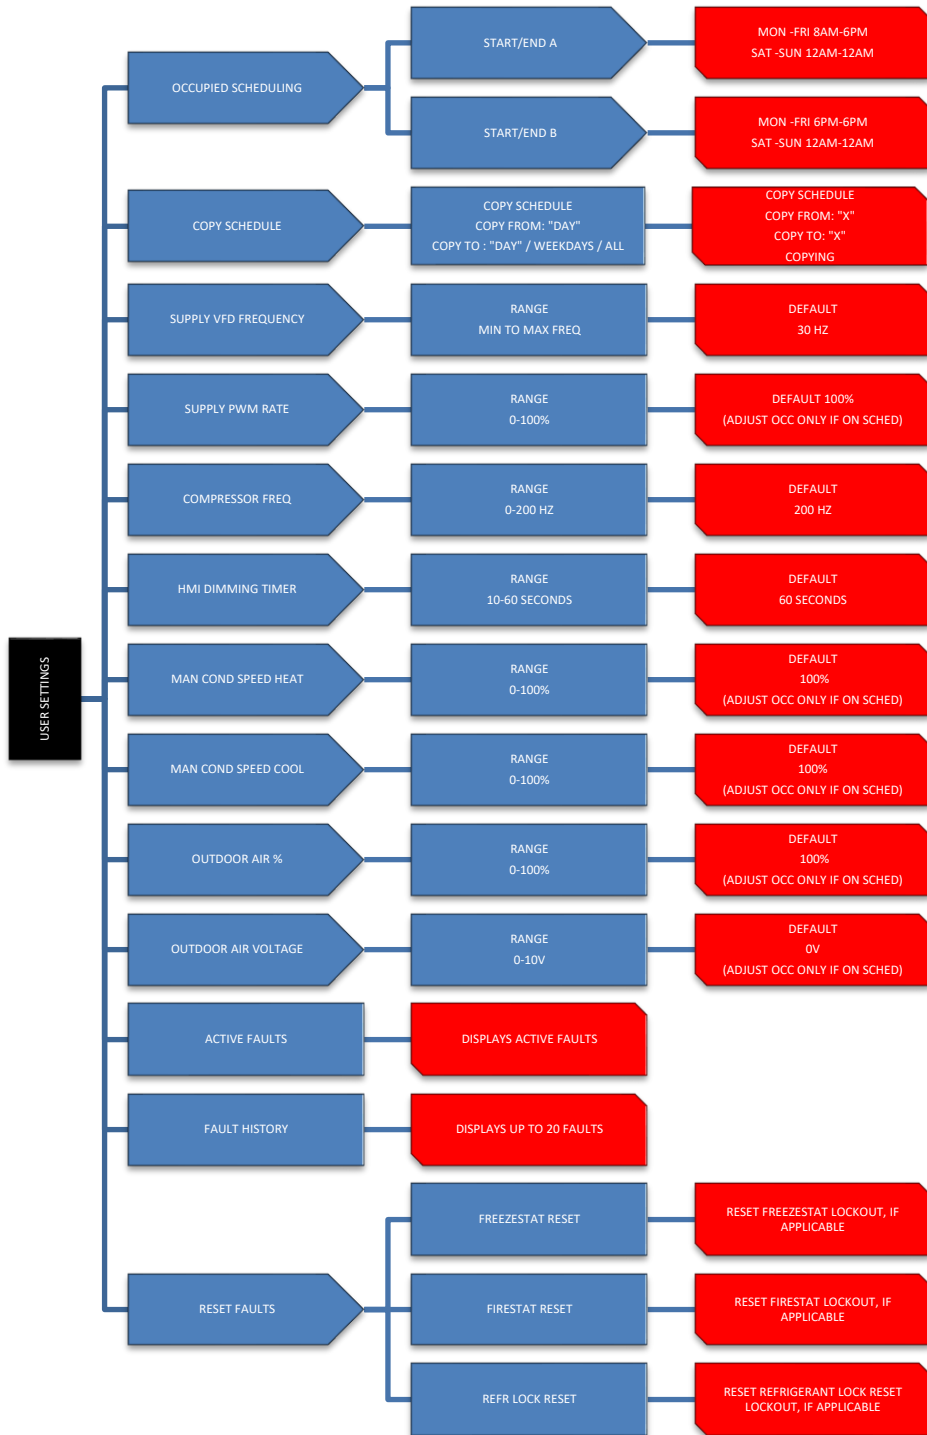 USER SETTINGS
OCCUPIED SCHEDULING
START/END A
MON -FRI 8AM-6PM
SAT -SUN 12AM-12AM
START/END B
MON -FRI 6PM-6PM
SAT -SUN 12AM-12AM
COPY SCHEDULE
COPY SCHEDULE
COPY FROM: "DAY"
COPY TO : "DAY" / WEEKDAYS / ALL
COPY SCHEDULE
COPY FROM: "X"
COPY TO: "X"
COPYING
SUPPLY VFD FREQUENCY
RANGE
MIN TO MAX FREQ
DEFAULT
30 HZ
SUPPLY PWM RATE
RANGE
0-100%
DEFAULT 100%
(ADJUST OCC ONLY IF ON SCHED)
COMPRESSOR FREQ
RANGE
0-200 HZ
DEFAULT
200 HZ
HMI DIMMING TIMER
RANGE
10-60 SECONDS
DEFAULT
60 SECONDS
MAN COND SPEED HEAT
RANGE
0-100%
DEFAULT
100%
(ADJUST OCC ONLY IF ON SCHED)
MAN COND SPEED COOL
RANGE
0-100%
DEFAULT
100%
(ADJUST OCC ONLY IF ON SCHED)
OUTDOOR AIR %
RANGE
0-100%
DEFAULT
100%
(ADJUST OCC ONLY IF ON SCHED)
OUTDOOR AIR VOLTAGE
RANGE
0-10V
DEFAULT
0V
(ADJUST OCC ONLY IF ON SCHED)
ACTIVE FAULTS
DISPLAYS ACTIVE FAULTS
FAULT HISTORY
DISPLAYS UP TO 20 FAULTS
RESET FAULTS
FREEZESTAT RESET
RESET FREEZESTAT LOCKOUT, IF
APPLICABLE
FIRESTAT RESET
RESET FIRESTAT LOCKOUT, IF
APPLICABLE
REFR LOCK RESET
RESET REFRIGERANT LOCK RESET
LOCKOUT, IF APPLICABLE